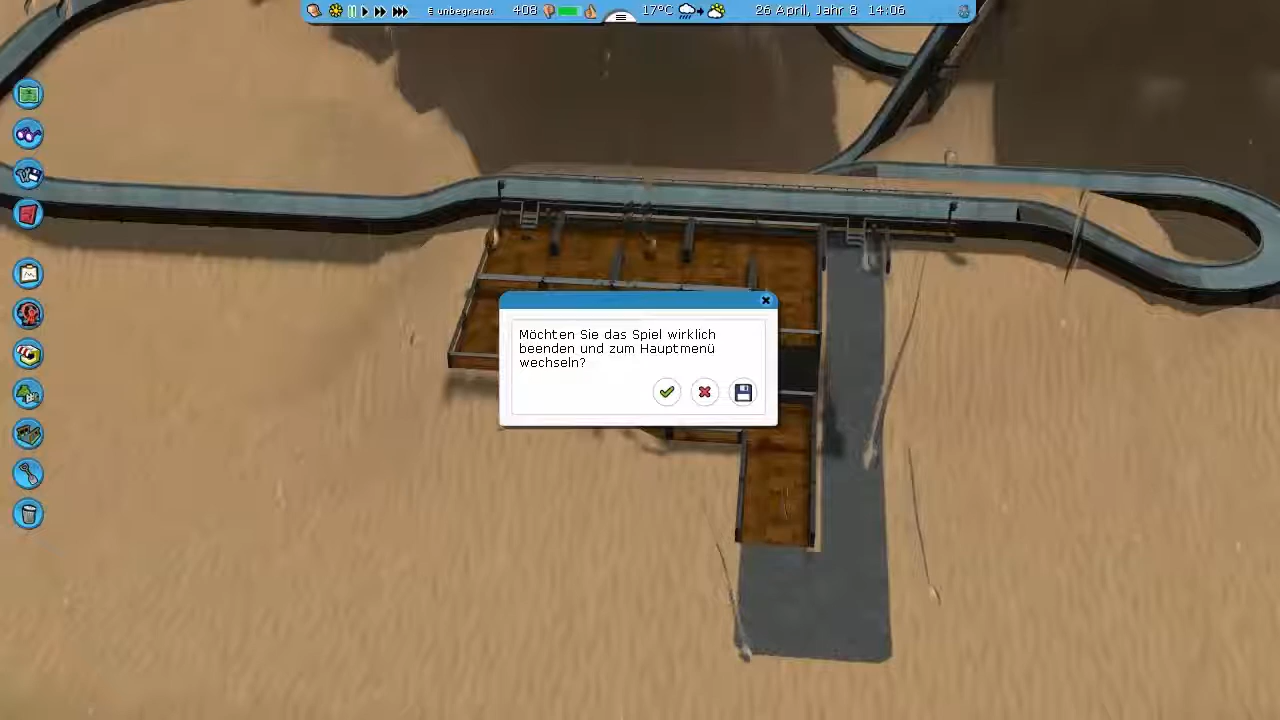 £ unbegrenzt 408 17°C 26 April, Jahr 8 14:06
Möchten Sie das Spiel wirklich
beenden und zum Hauptmenü
wechseln?